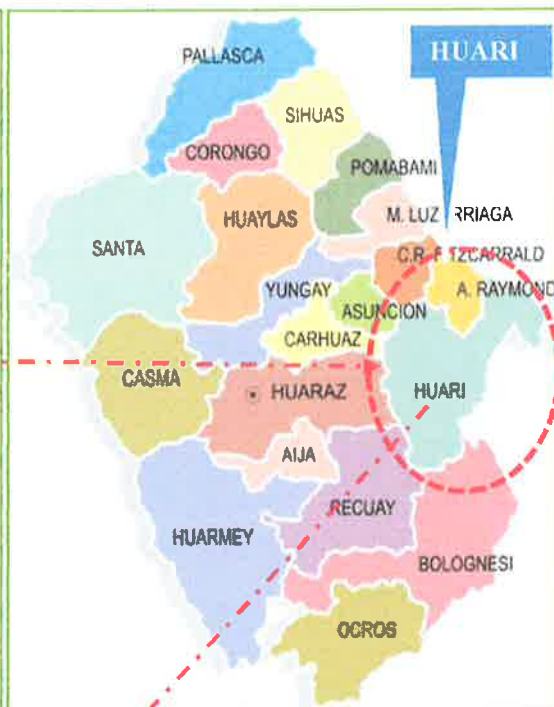 HUARI
PALLASCA
SIHUAS
CORONGO
POMABAMI
HUAYLAS
M. LUZ RRIAGA
SANTA
C.R. F TZCARRALD
YUNGAY
A. RAYMOND
ASUNCION
CARHUAZ
CASMA
HUARAZ
HUARI
AIJA
RECUAY
HUARMEY
BOLOGNESI
OCROS